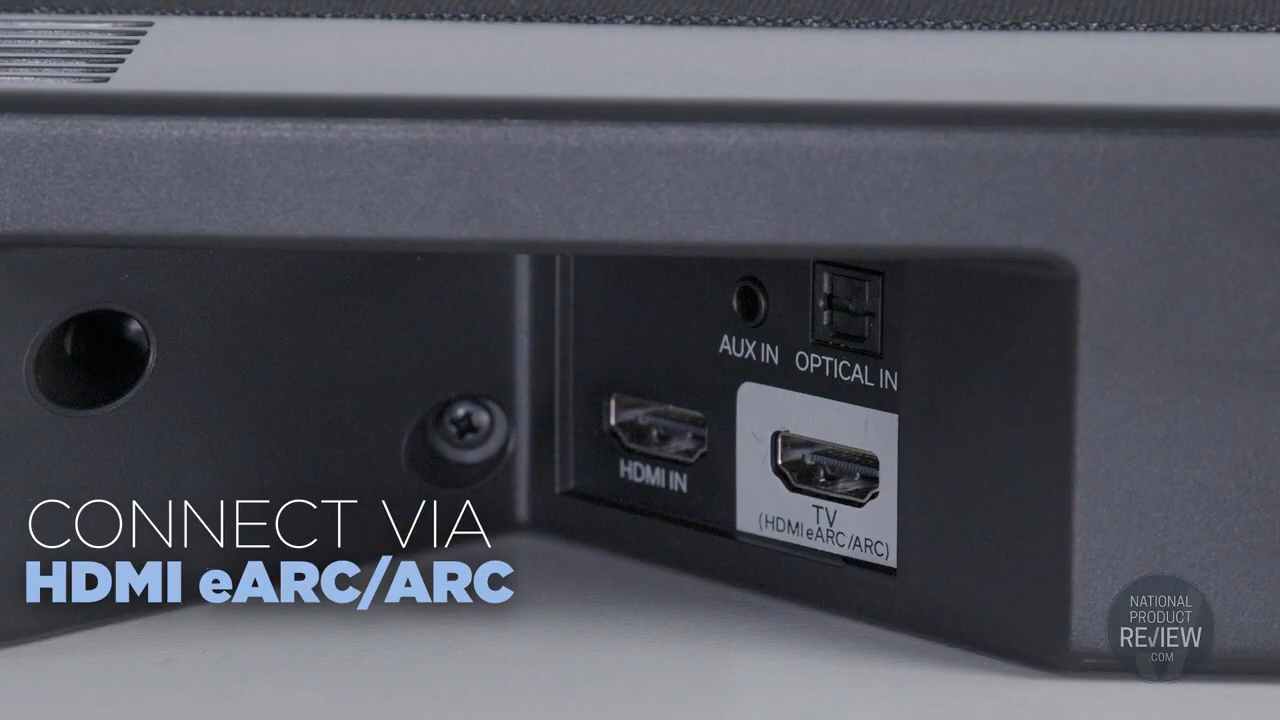 AUX IN
OPTICAL IN
HDMI IN
TV
(HDMI eARC/ARC)
CONNECT VIA
HDMI eARC/ARC
NATIONAL
PRODUCT
REVIEW
.COM